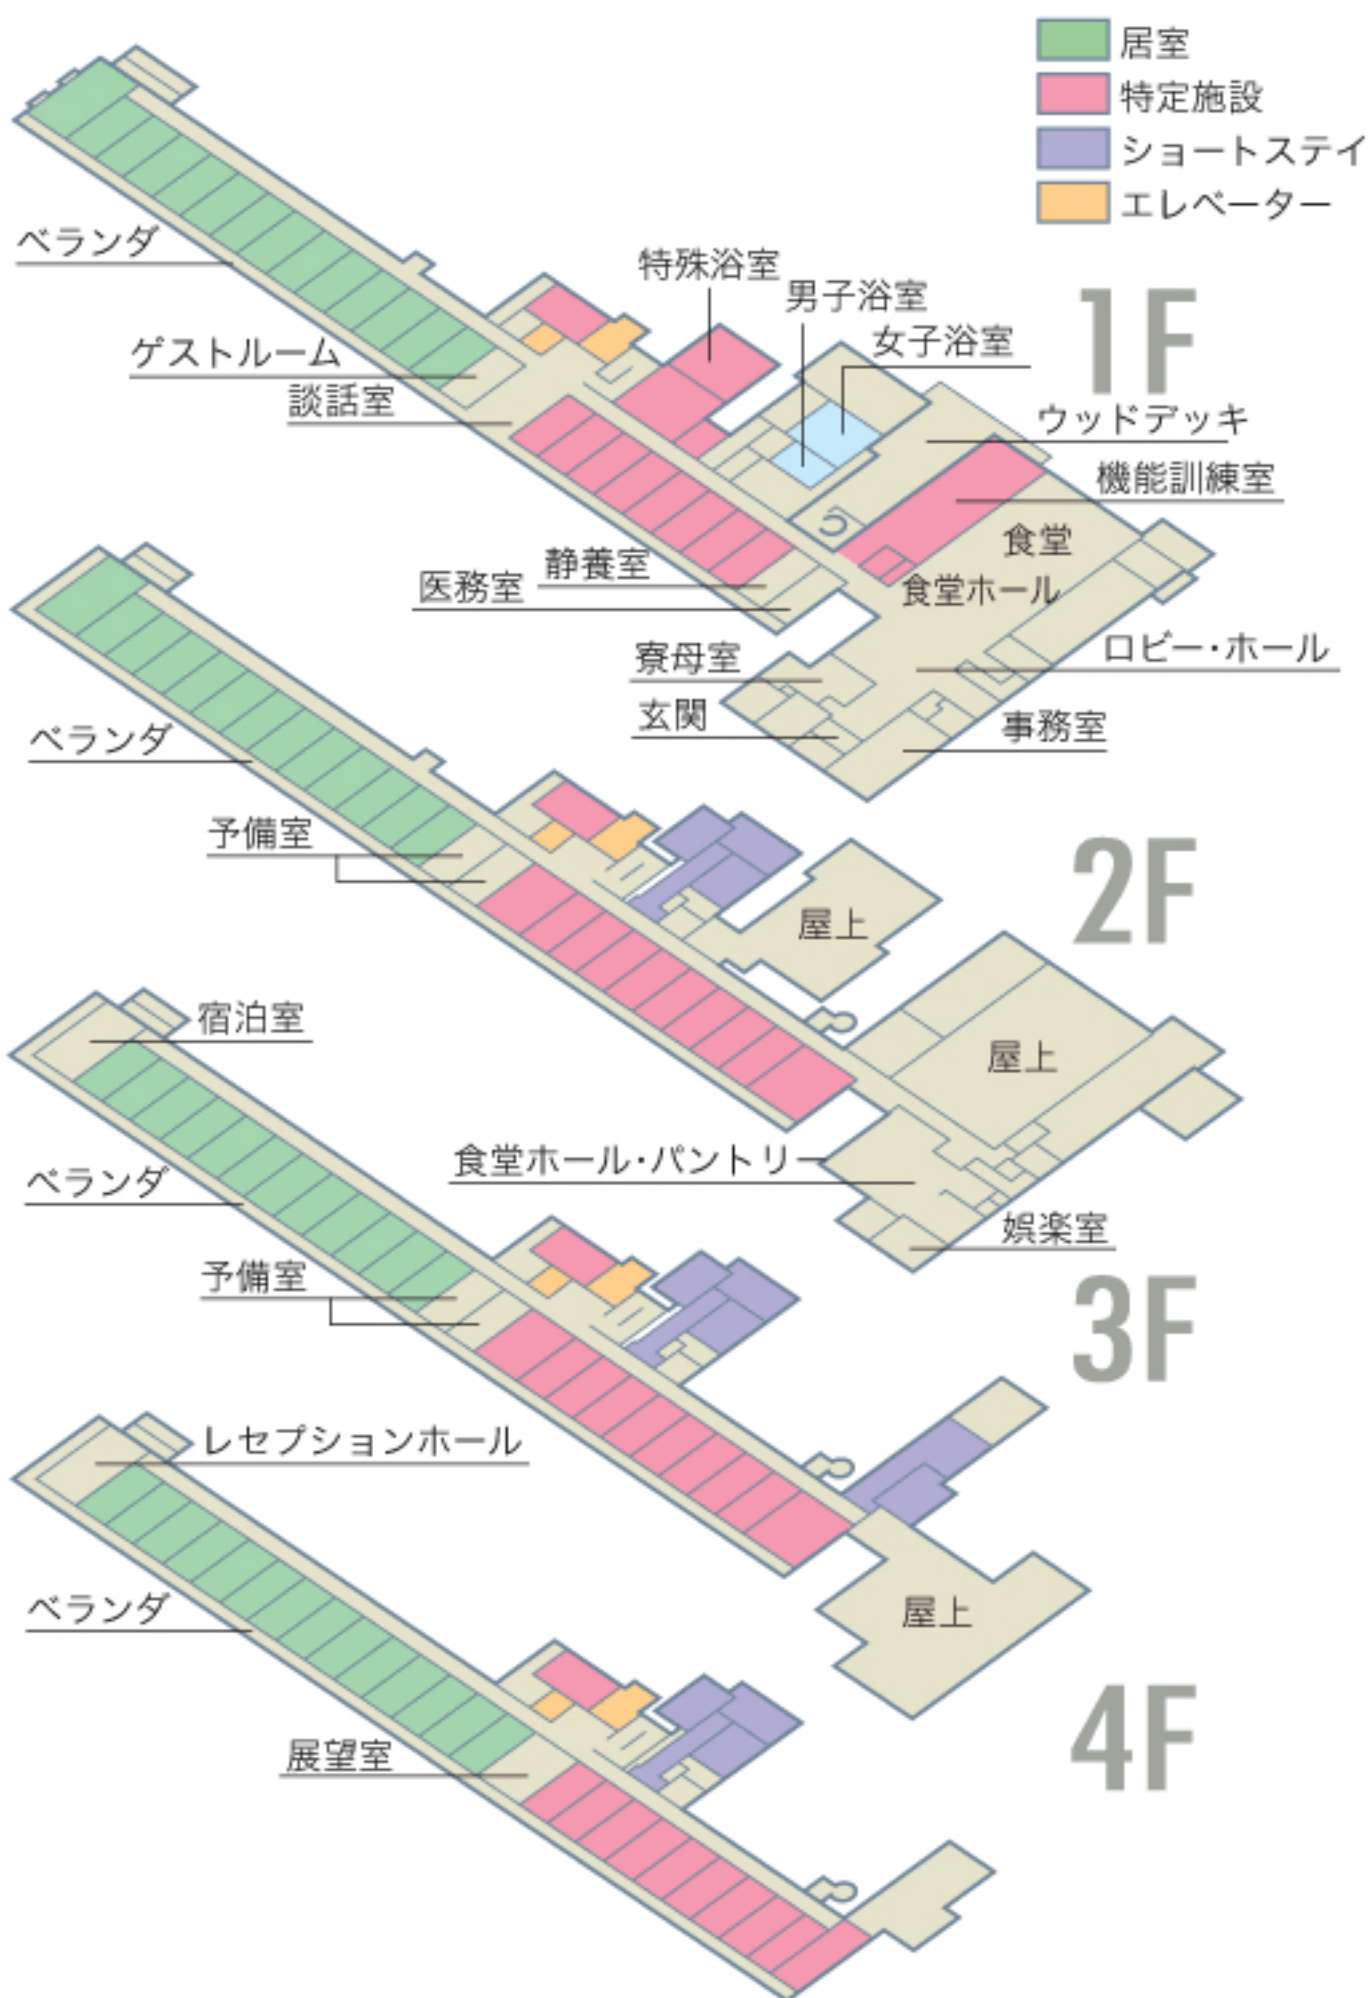 居室
特定施設
ショートステイ
エレベーター
1F
ベランダ
特殊浴室
男子浴室
女子浴室
ゲストルーム
談話室
ウッドデッキ
機能訓練室
食堂
静養室
医務室
食堂ホール
寮母室
ロビー・ホール
玄関
事務室
2F
ベランダ
予備室
屋上
屋上
食堂ホール・パントリー
娯楽室
3F
宿泊室
ベランダ
予備室
屋上
4F
レセプションホール
ベランダ
展望室